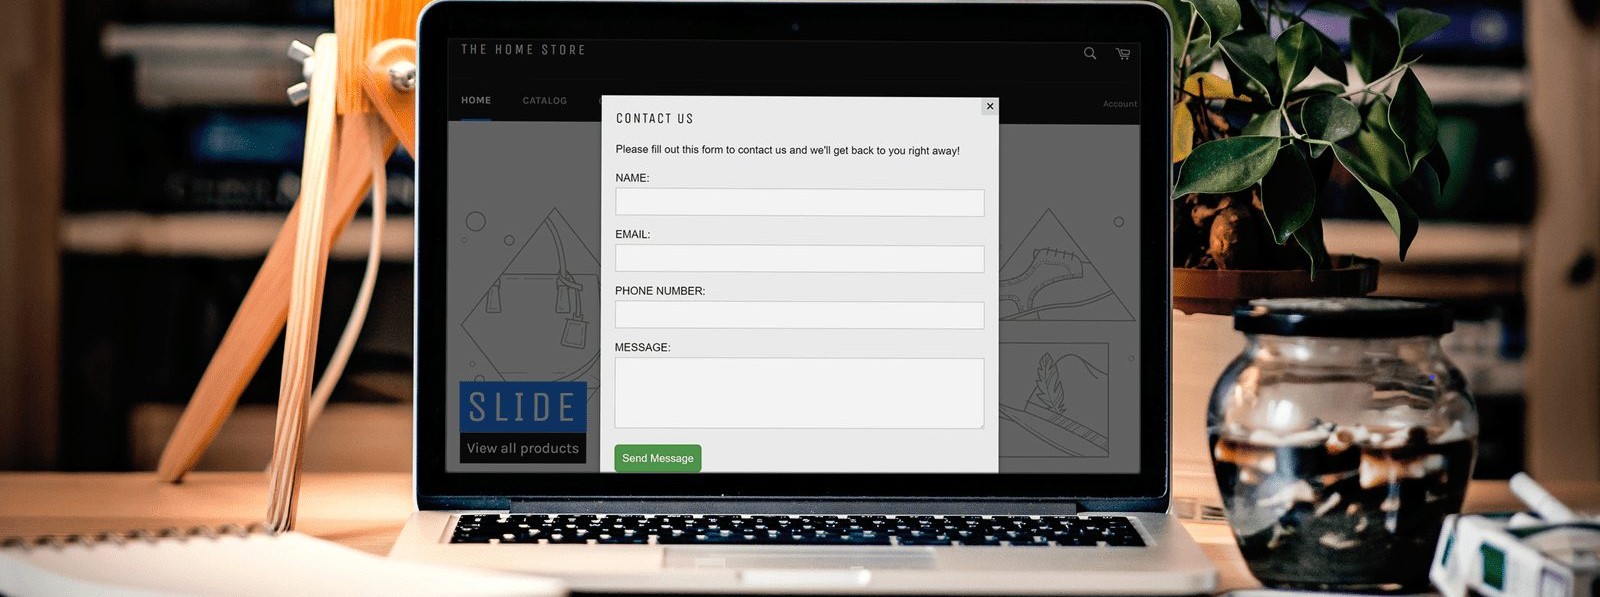 THE HOME STORE
HOME CATALOG
Account
CONTACT US
Please fill out this form to contact us and we'll get back to you right away!
NAME:
EMAIL:
PHONE NUMBER:
MESSAGE:
Send Message
SLIDE
View all products